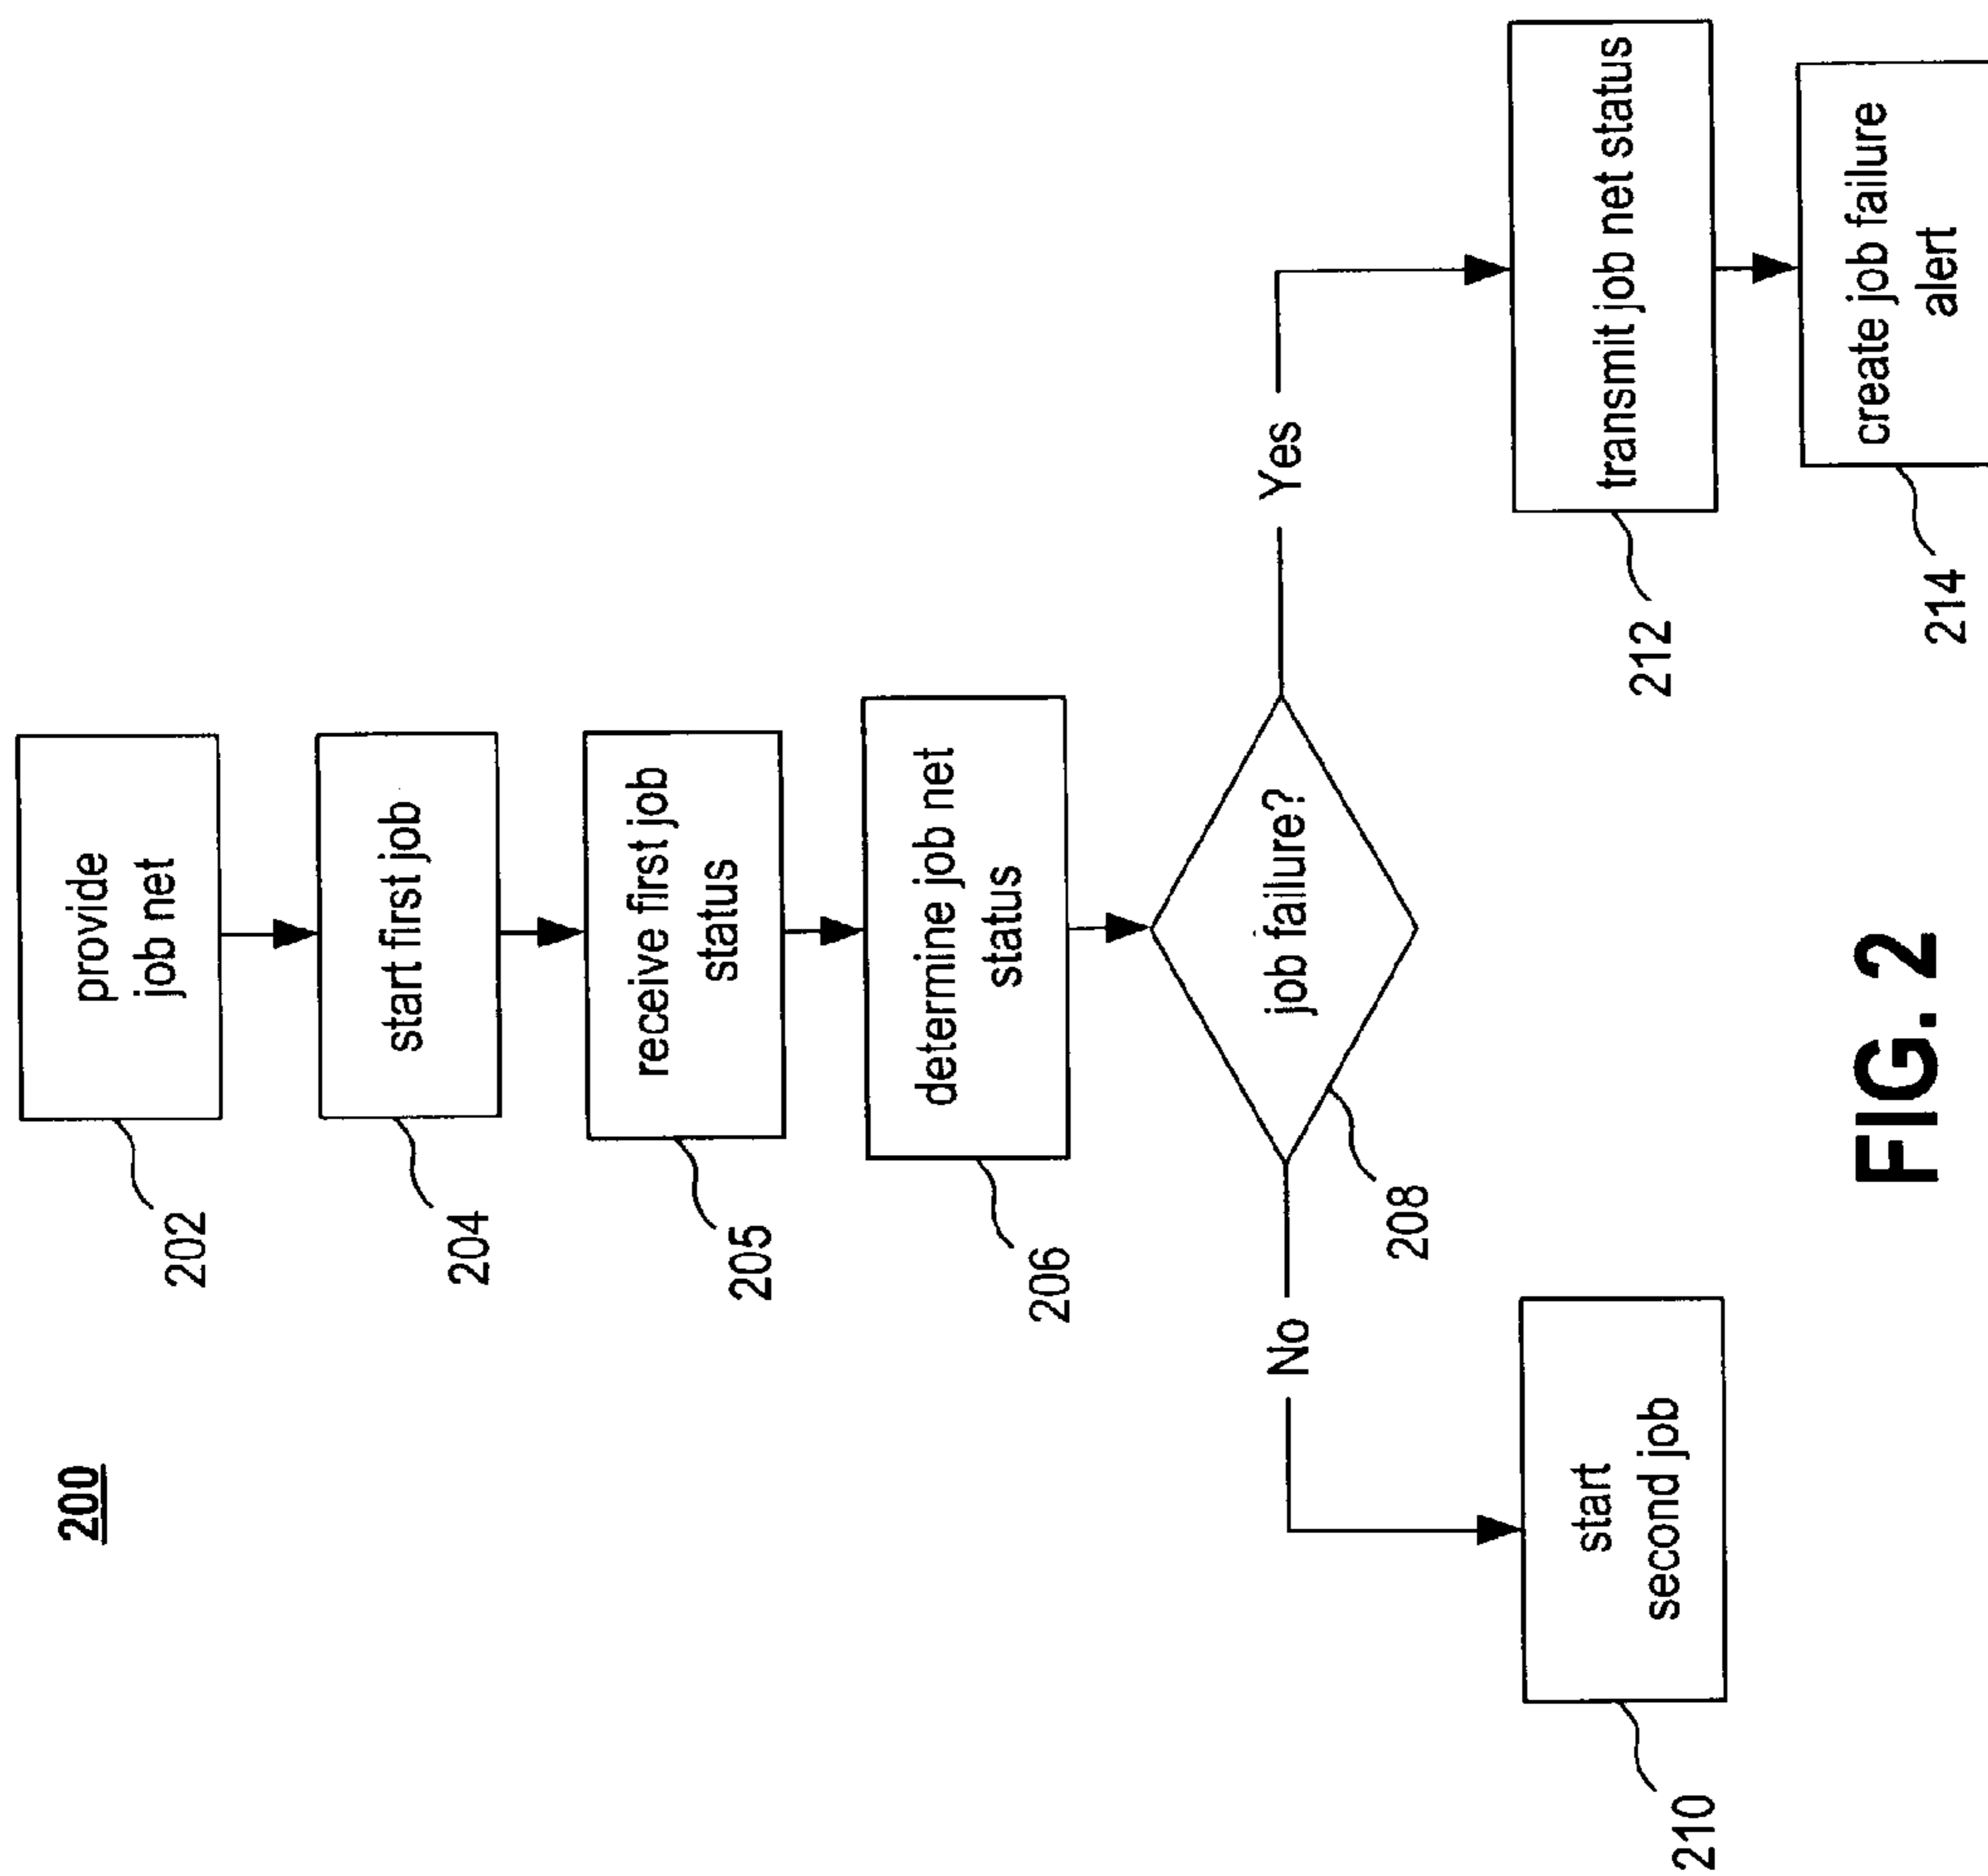 200
provide
job net
202
start first job
204
receive first job
status
205
determine job net
status
206
job failure?
208
No
Yes
start
second job
210
transmit job net status
212
create job failure
alert
214
FIG. 2